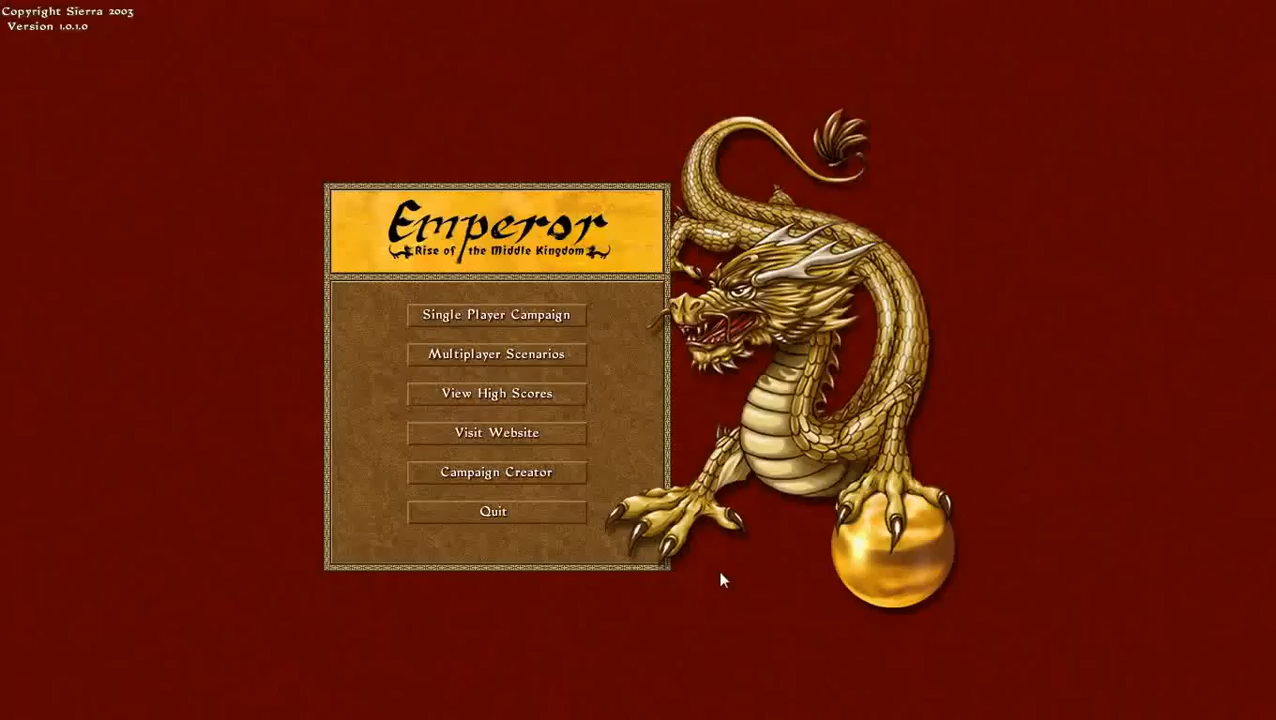 Copyright Sierra 2003
Version 1.0.1.0
Emperor
Rise of the Middle Kingdom
Single Player Campaign
Multiplayer Scenarios
View High Scores
Visit Website
Campaign Creator
Quit